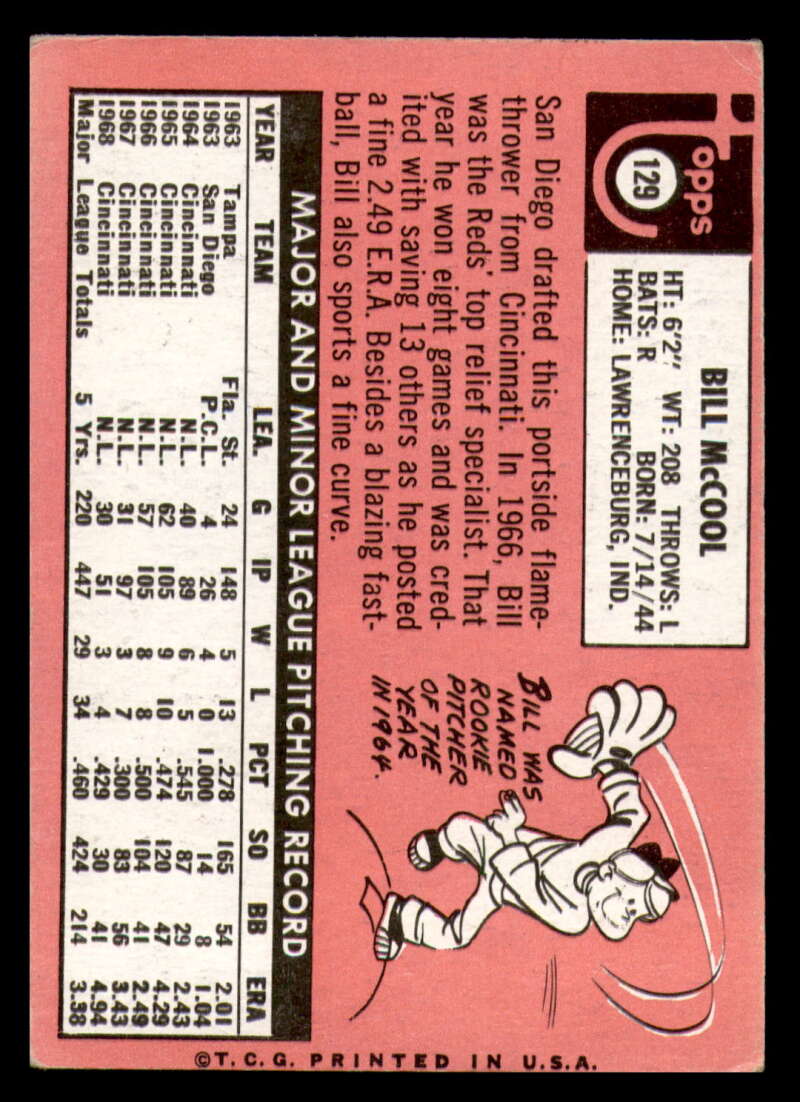 topps
129
BILL McCOOL
HT: 6'2" WT: 208 THROWS: L
BATS: R BORN: 7/14/44
HOME: LAWRENCEBURG, IND.
San Diego drafted this portside flame-
thrower from Cincinnati. In 1966, Bill
was the Reds' top relief specialist. That
year he won eight games and was cred-
ited with saving 13 others as he posted
a fine 2.49 E.R.A. Besides a blazing fast-
ball, Bill also sports a fine curve.
BILL WAS
NAMED
ROOKIE
PITCHER
OF THE
YEAR
IN 1964.
MAJOR AND MINOR LEAGUE PITCHING RECORD
YEAR TEAM LEA. G IP W L PCT SO BB ERA
1963 Tampa Fla. St. 24 148 5 13 .278 165 54 2.01
1963 San Diego P.C.L. 4 26 4 0 1.000 14 8 1.04
1964 Cincinnati N.L. 40 89 6 5 .545 87 29 2.43
1965 Cincinnati N.L. 62 105 9 10 .474 120 47 4.29
1966 Cincinnati N.L. 57 105 8 8 .500 104 41 2.49
1967 Cincinnati N.L. 31 97 3 7 .300 83 56 3.43
1968 Cincinnati N.L. 30 51 3 4 .429 30 41 4.94
Major League Totals 5 Yrs. 220 447 29 34 .460 424 214 3.38
©T.C.G. PRINTED IN U.S.A.